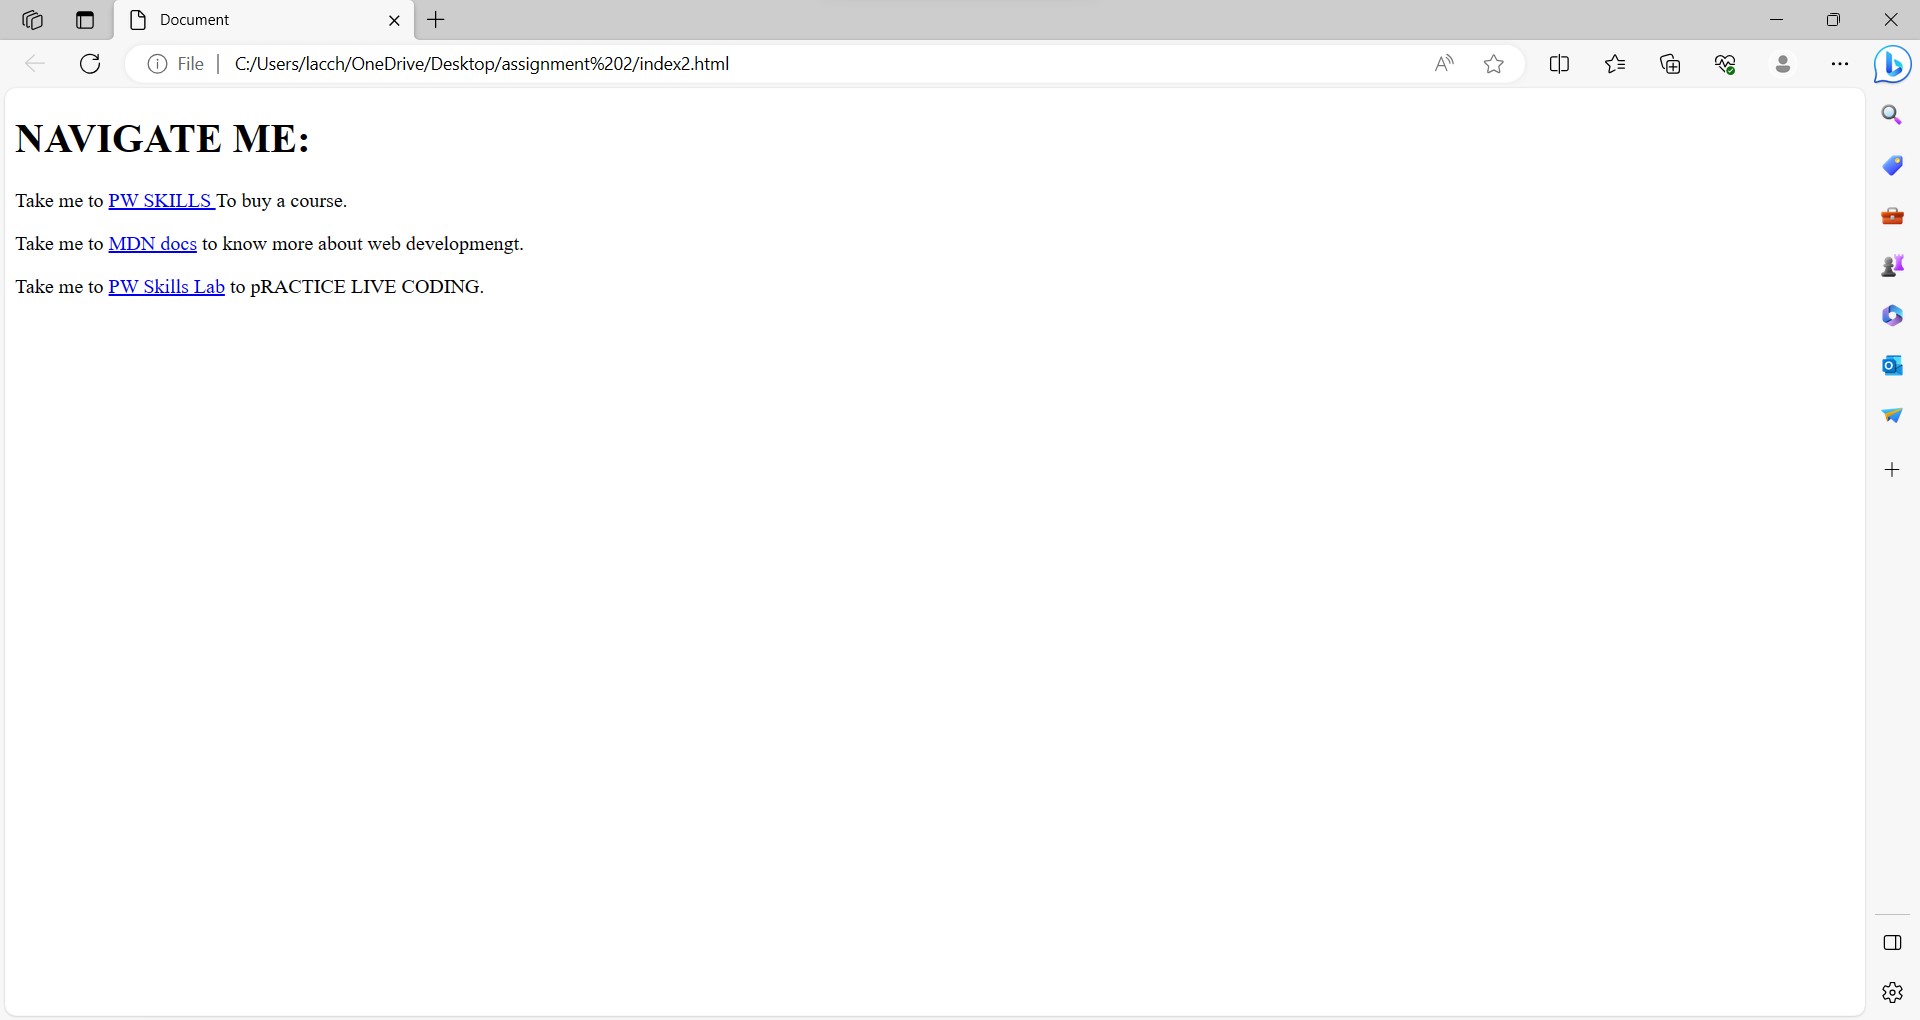 Document
File
C:/Users/lacch/OneDrive/Desktop/assignment%202/index2.html
NAVIGATE ME:
Take me to PW SKILLS To buy a course.
Take me to MDN docs to know more about web developmengt.
Take me to PW Skills Lab to pRACTICE LIVE CODING.